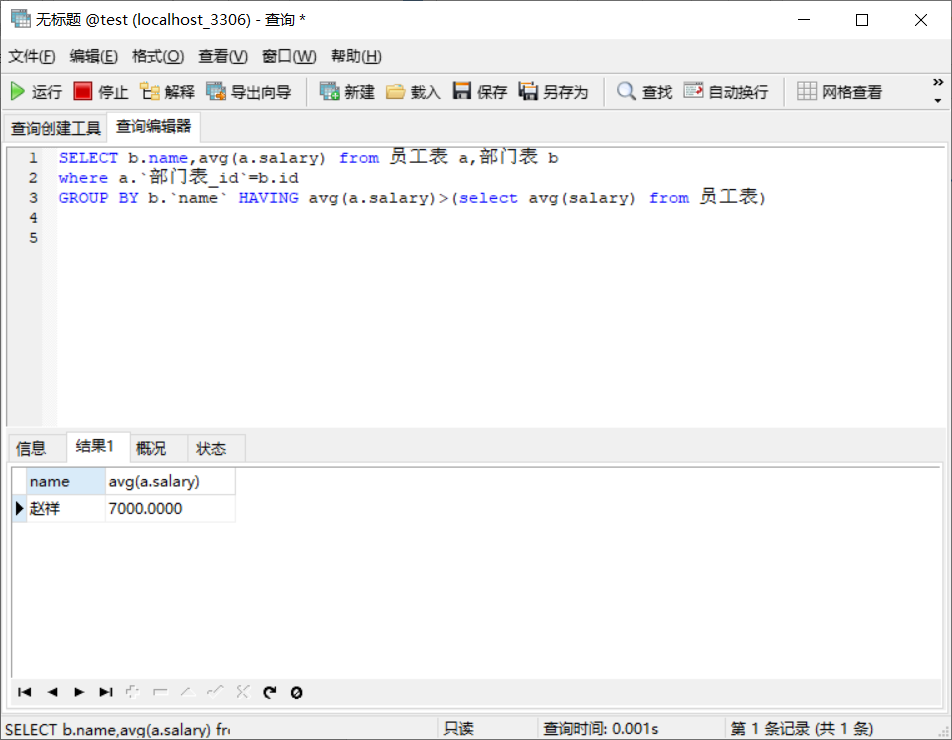 无标题 @test (localhost_3306) - 查询 *
文件(F) 编辑(E) 格式(O) 查看(V) 窗口(W) 帮助(H)
运行 停止 解释 导出向导 新建 载入 保存 另存为 查找 自动换行 网格查看 »
查询创建工具 查询编辑器
1 SELECT b.name,avg(a.salary) from 员工表 a,部门表 b
2 where a.`部门表_id`=b.id
3 GROUP BY b.`name` HAVING avg(a.salary)>(select avg(salary) from 员工表)
4
5
信息 结果1 概况 状态
name avg(a.salary)
赵祥 7000.0000
SELECT b.name,avg(a.salary) fro 只读 查询时间: 0.001s 第 1 条记录 (共 1 条)